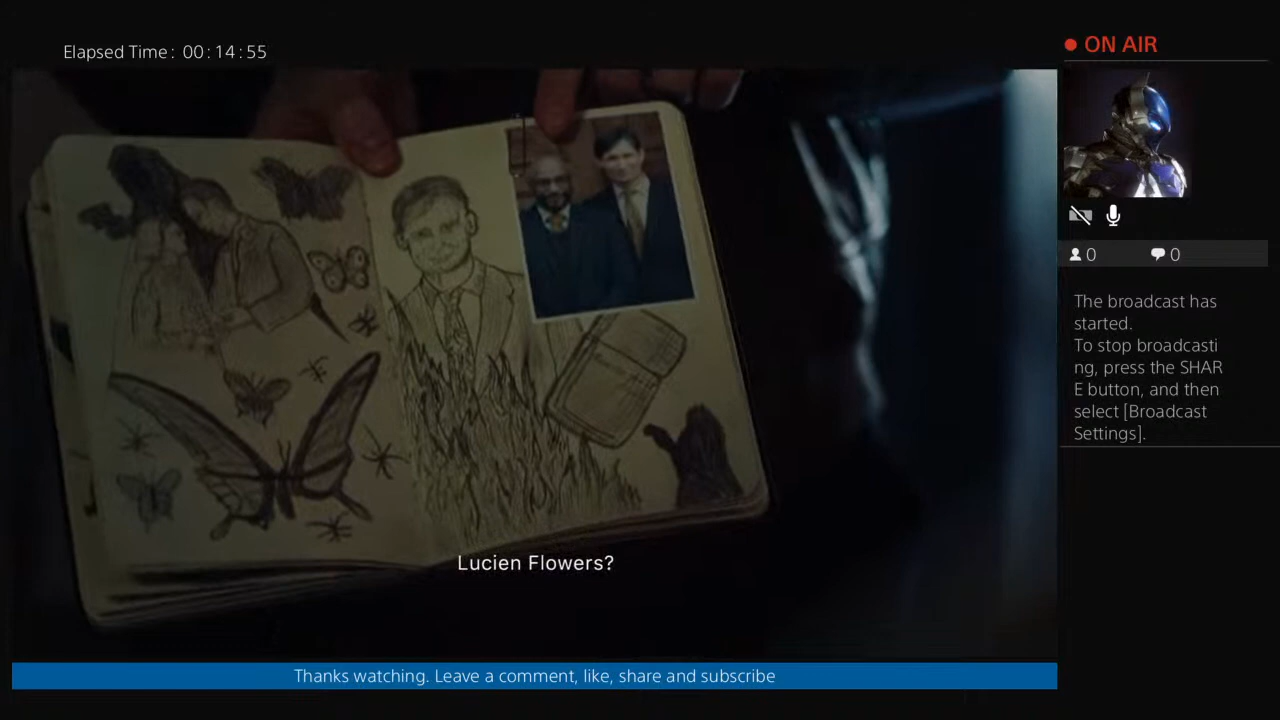 Elapsed Time: 00:14:55
ON AIR
0
0
The broadcast has
started.
To stop broadcasti
ng, press the SHAR
E button, and then
select [Broadcast
Settings].
Lucien Flowers?
Thanks watching. Leave a comment, like, share and subscribe